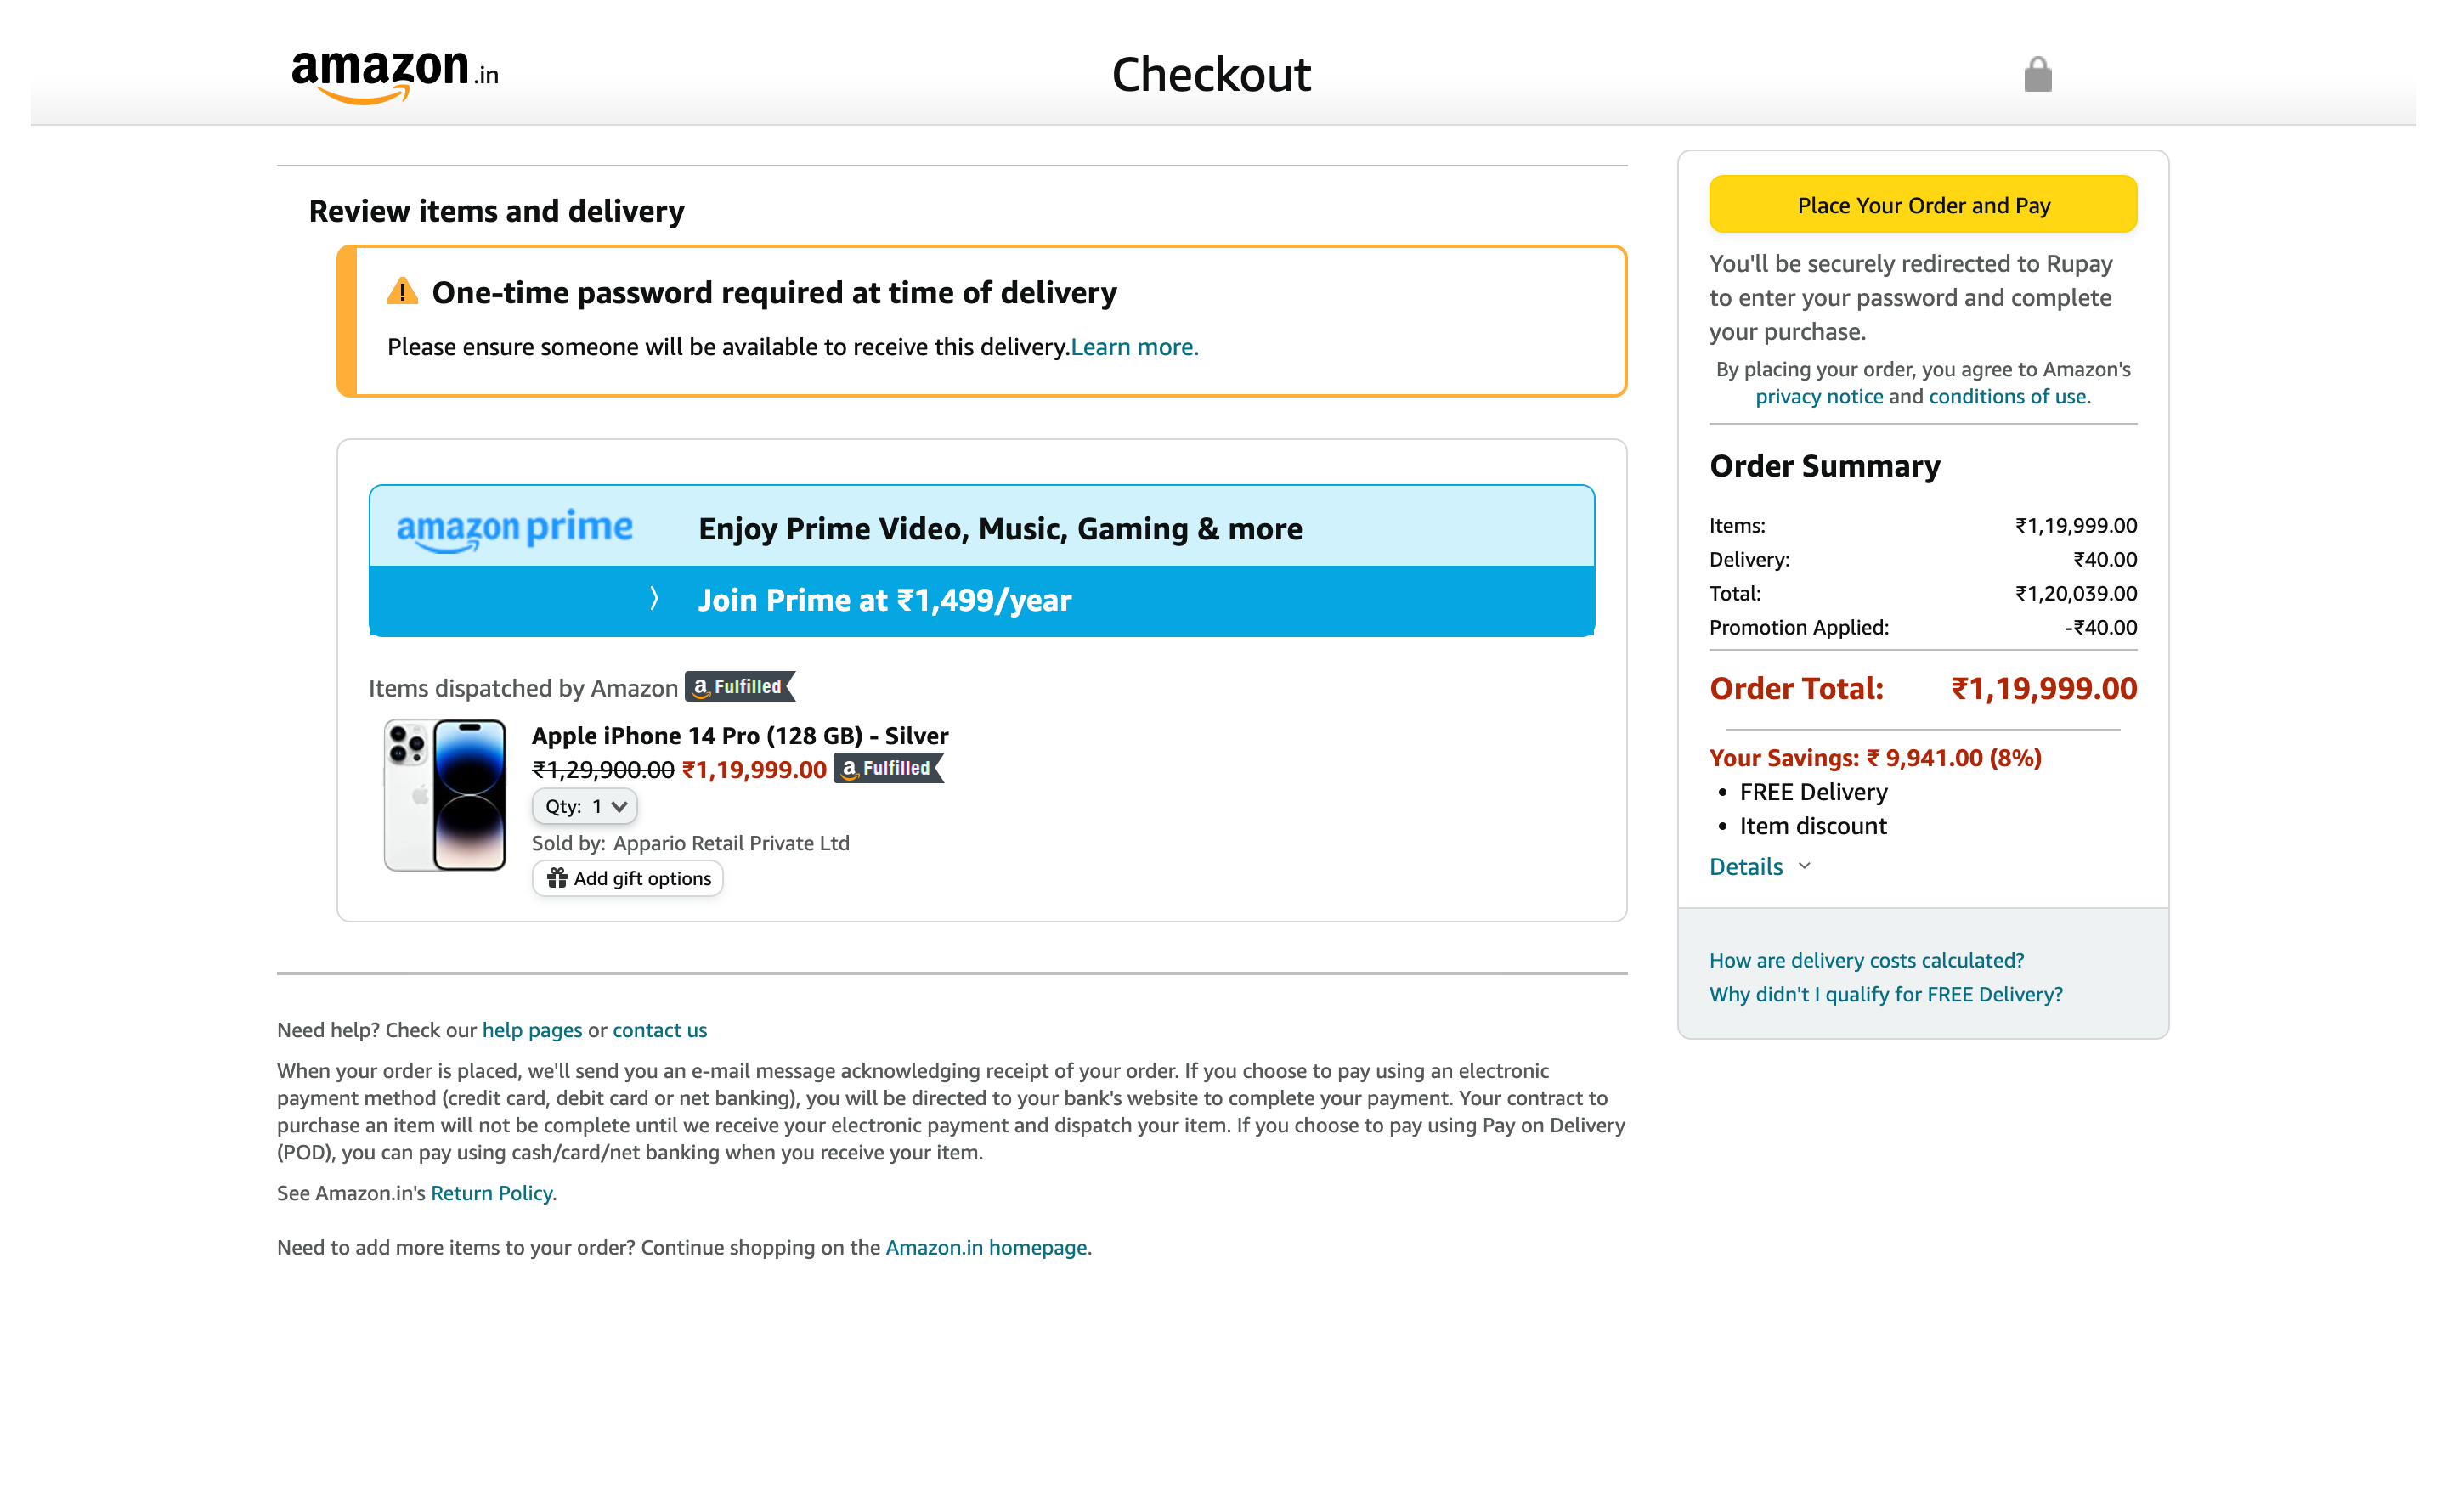 amazon.in
Checkout
Review items and delivery
One-time password required at time of delivery
Please ensure someone will be available to receive this delivery.Learn more.
amazon prime
Enjoy Prime Video, Music, Gaming & more
〉 Join Prime at ₹1,499/year
Items dispatched by Amazon a Fulfilled
Apple iPhone 14 Pro (128 GB) - Silver
₹1,29,900.00 ₹1,19,999.00 a Fulfilled
Qty: 1
Sold by: Appario Retail Private Ltd
Add gift options
Need help? Check our help pages or contact us
When your order is placed, we'll send you an e-mail message acknowledging receipt of your order. If you choose to pay using an electronic
payment method (credit card, debit card or net banking), you will be directed to your bank's website to complete your payment. Your contract to
purchase an item will not be complete until we receive your electronic payment and dispatch your item. If you choose to pay using Pay on Delivery
(POD), you can pay using cash/card/net banking when you receive your item.
See Amazon.in's Return Policy.
Need to add more items to your order? Continue shopping on the Amazon.in homepage.
Place Your Order and Pay
You'll be securely redirected to Rupay
to enter your password and complete
your purchase.
By placing your order, you agree to Amazon's
privacy notice and conditions of use.
Order Summary
Items: ₹1,19,999.00
Delivery: ₹40.00
Total: ₹1,20,039.00
Promotion Applied: -₹40.00
Order Total: ₹1,19,999.00
Your Savings: ₹ 9,941.00 (8%)
• FREE Delivery
• Item discount
Details
How are delivery costs calculated?
Why didn't I qualify for FREE Delivery?